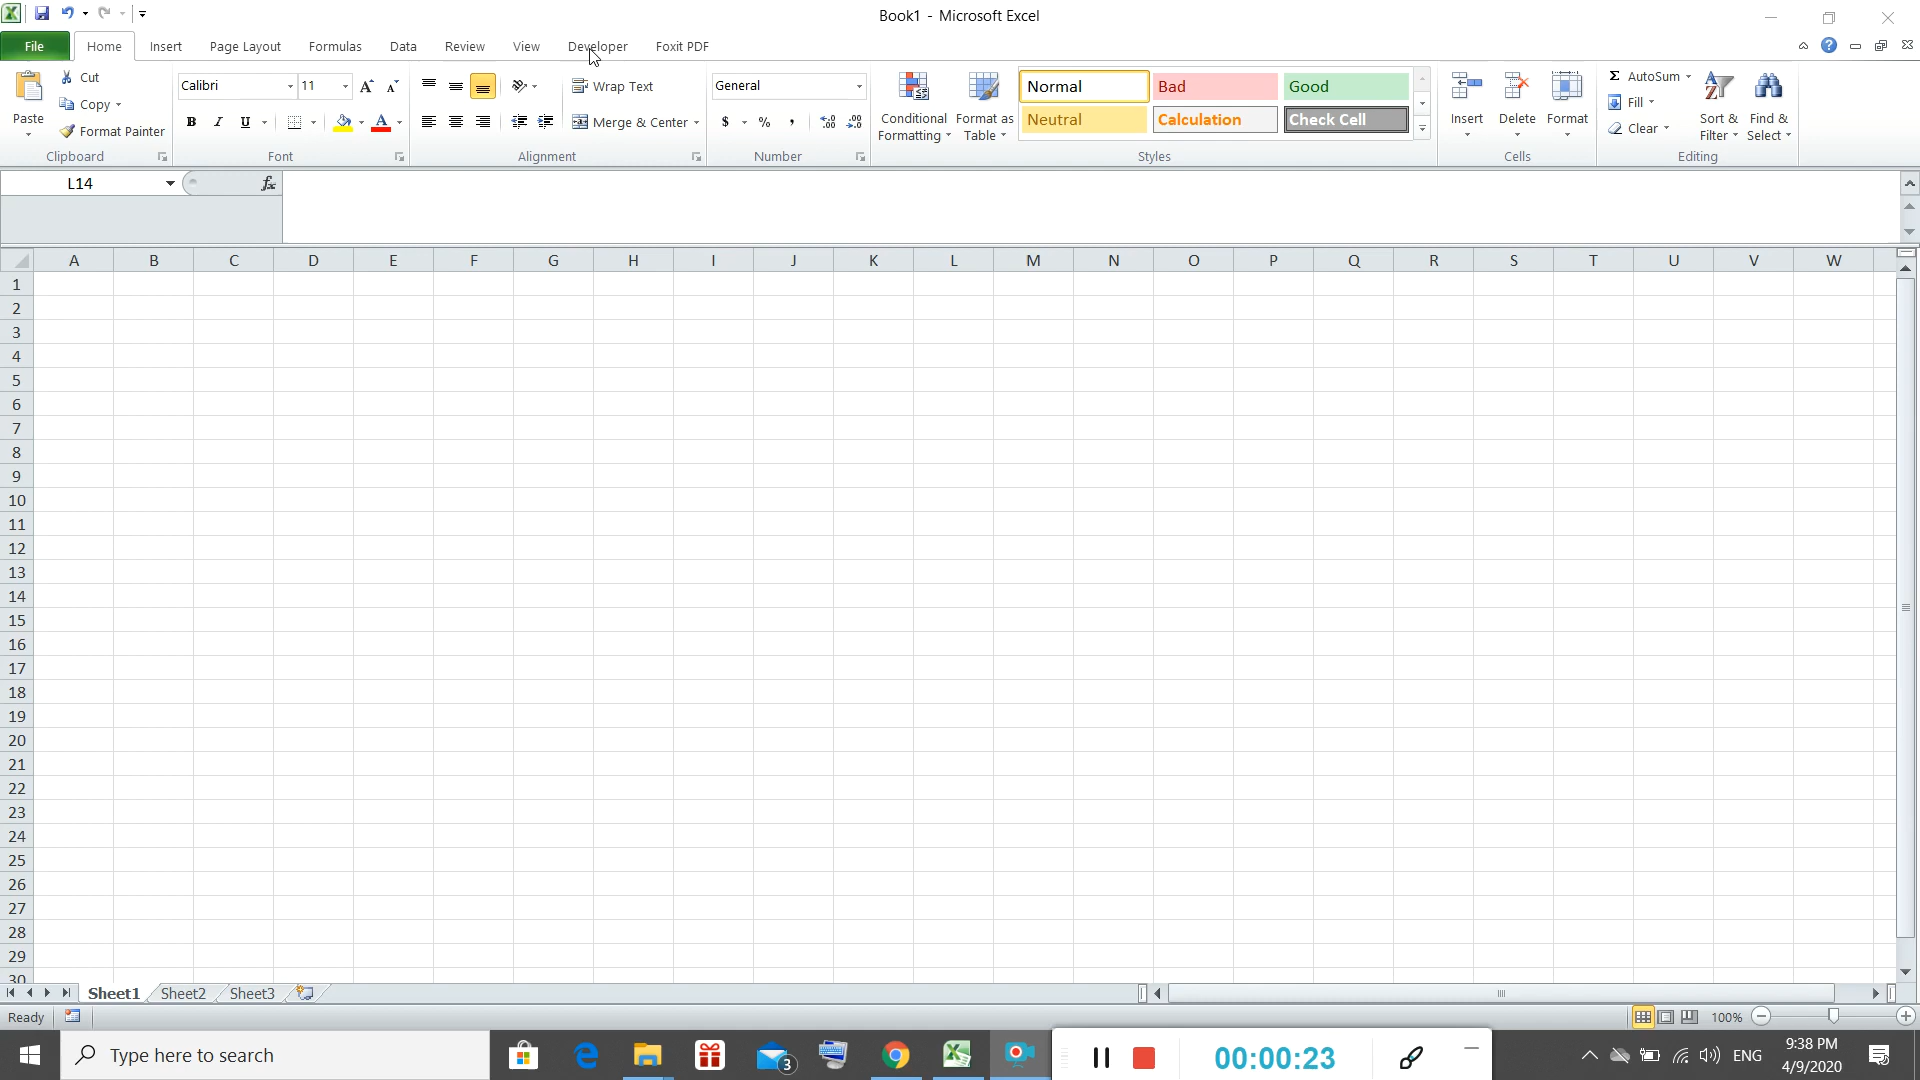 Book1 - Microsoft Excel
File Home Insert Page Layout Formulas Data Review View Developer Foxit PDF
Paste
Cut
Copy
Format Painter
Clipboard
Calibri 11
B I U
Font
Wrap Text
Merge & Center
Alignment
General
$ % ,
Number
Conditional Formatting
Format as Table
Normal Bad Good
Neutral Calculation Check Cell
Styles
Insert Delete Format
Cells
Σ AutoSum
Fill
Clear
Sort & Filter
Find & Select
Editing
L14 fx
A B C D E F G H I J K L M N O P Q R S T U V W
1
2
3
4
5
6
7
8
9
10
11
12
13
14
15
16
17
18
19
20
21
22
23
24
25
26
27
28
29
30
Sheet1 Sheet2 Sheet3
Ready 100%
Type here to search
3
00:00:23
ENG
9:38 PM
4/9/2020